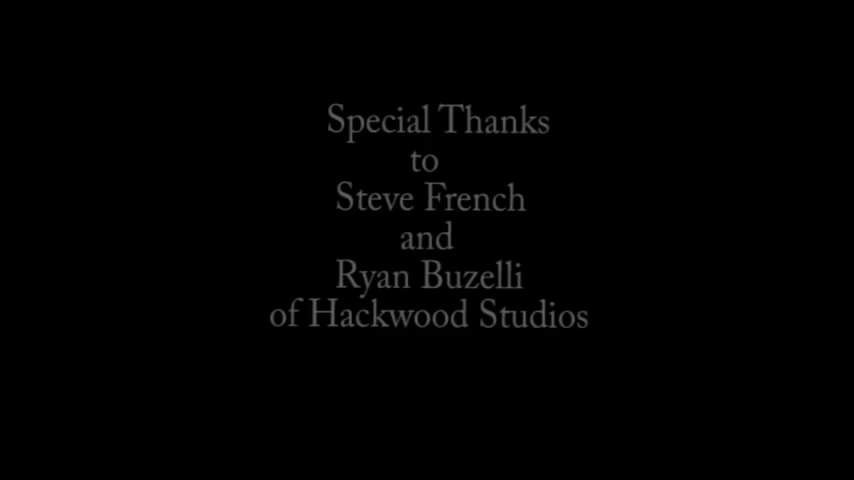 Special Thanks
to
Steve French
and
Ryan Buzelli
of Hackwood Studios